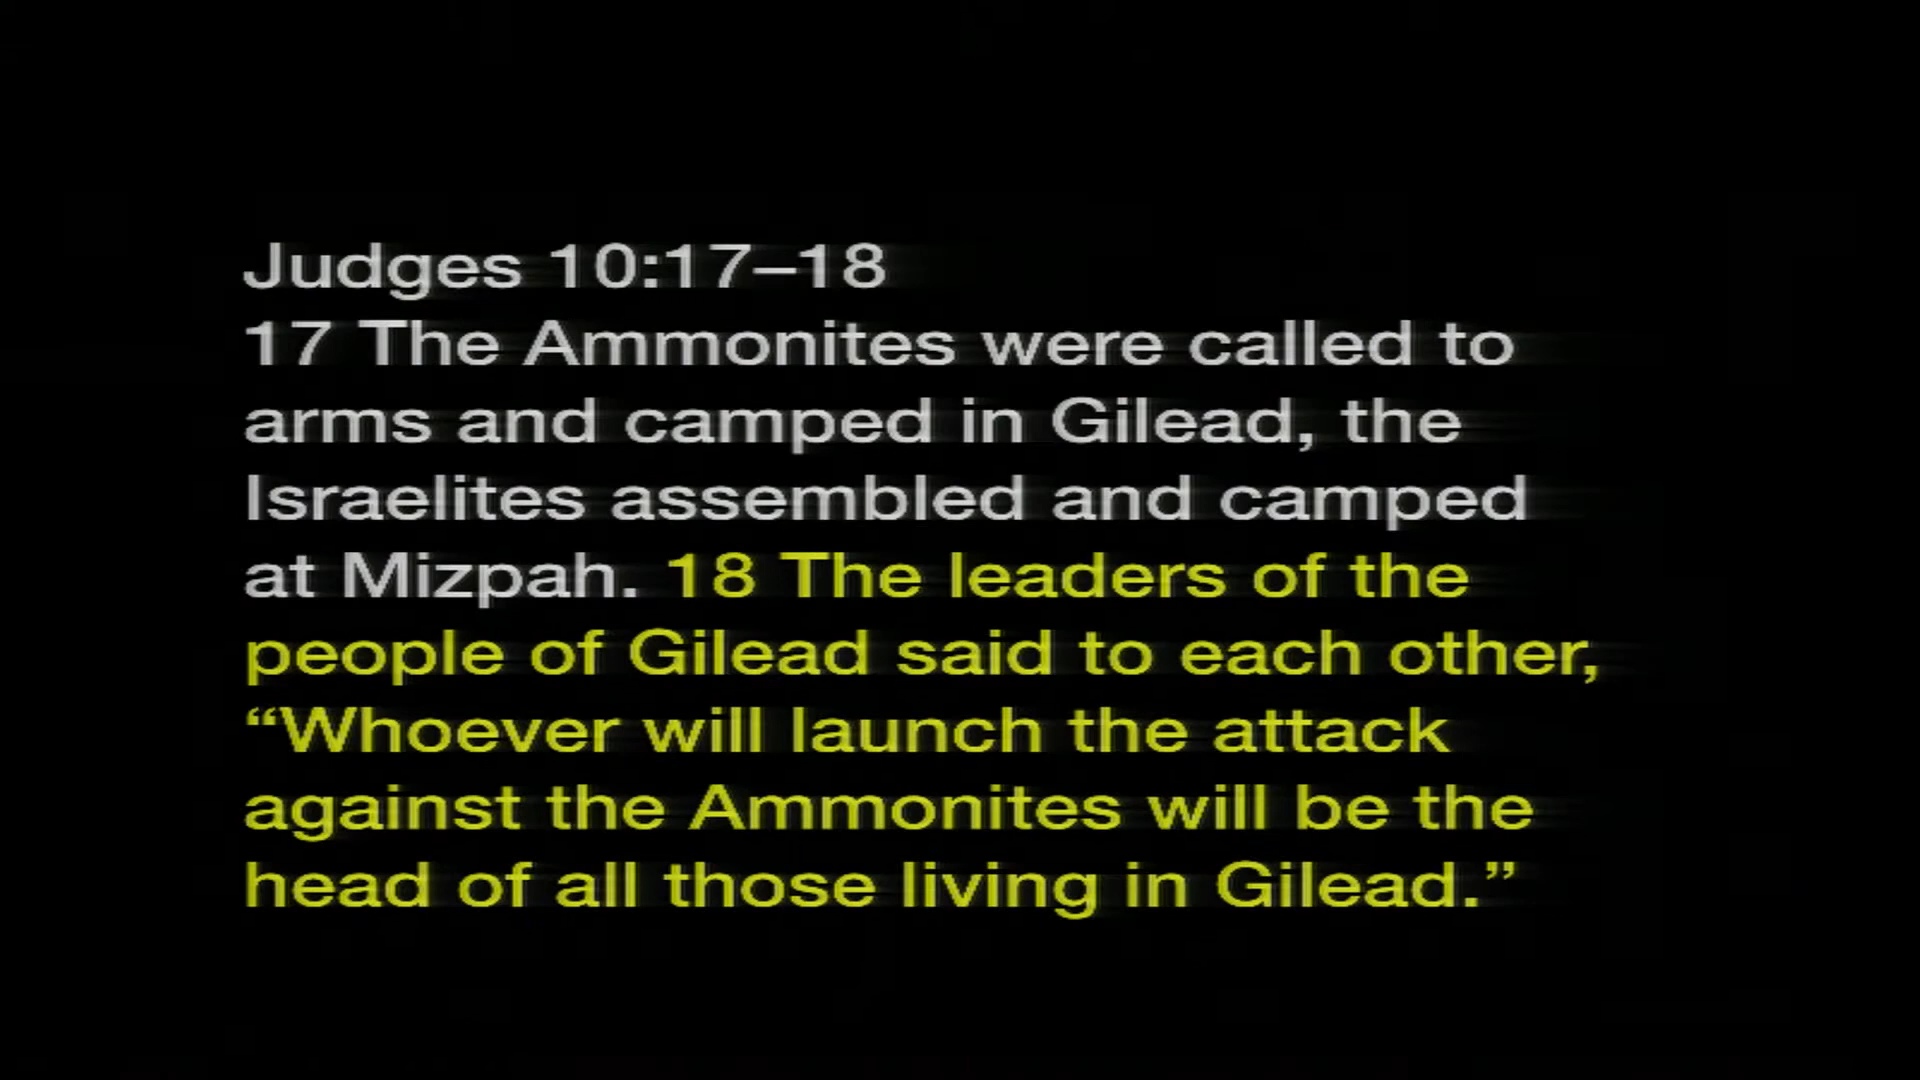 Judges 10:17–18
17 The Ammonites were called to
arms and camped in Gilead, the
Israelites assembled and camped
at Mizpah. 18 The leaders of the
people of Gilead said to each other,
“Whoever will launch the attack
against the Ammonites will be the
head of all those living in Gilead.”